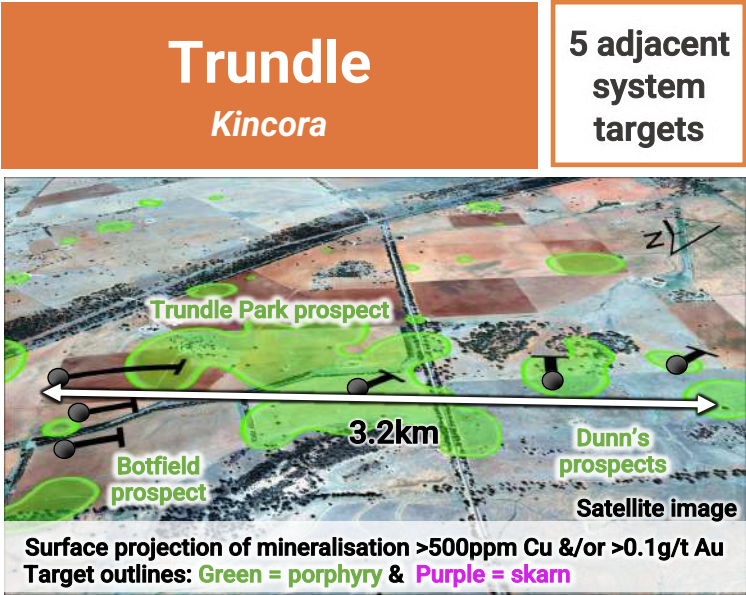 Trundle
Kincora
5 adjacent
system
targets
N
Trundle Park prospect
3.2km
Botfield
prospect
Dunn's
prospects
Satellite image
Surface projection of mineralisation >500ppm Cu &/or >0.1g/t Au
Target outlines: Green = porphyry & Purple = skarn